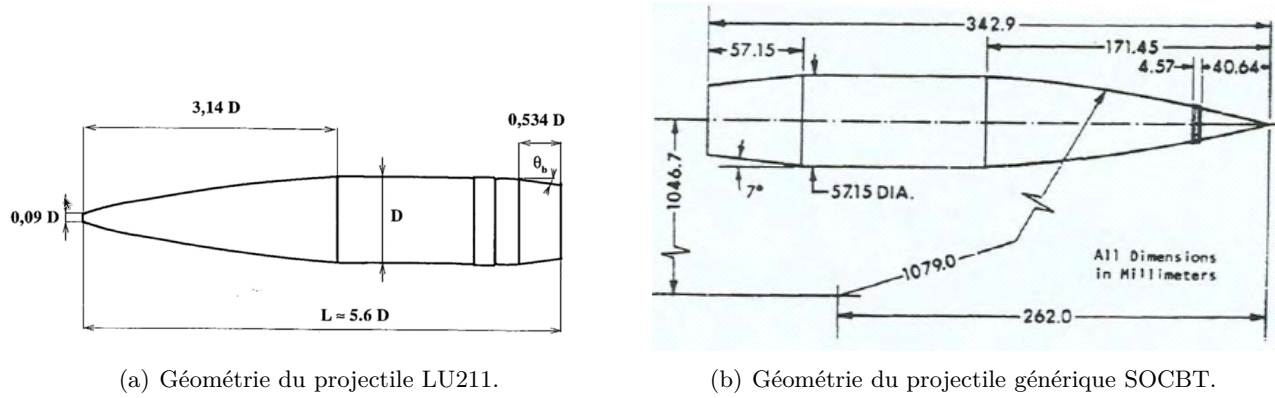 3,14 D
0,534 D
θb
0,09 D
D
L ≈ 5.6 D
(a) Géométrie du projectile LU211.
342.9
57.15
171.45
4.57
40.64
1046.7
7°
57.15 DIA.
1079.0
All Dimensions
in Millimeters
262.0
(b) Géométrie du projectile générique SOCBT.